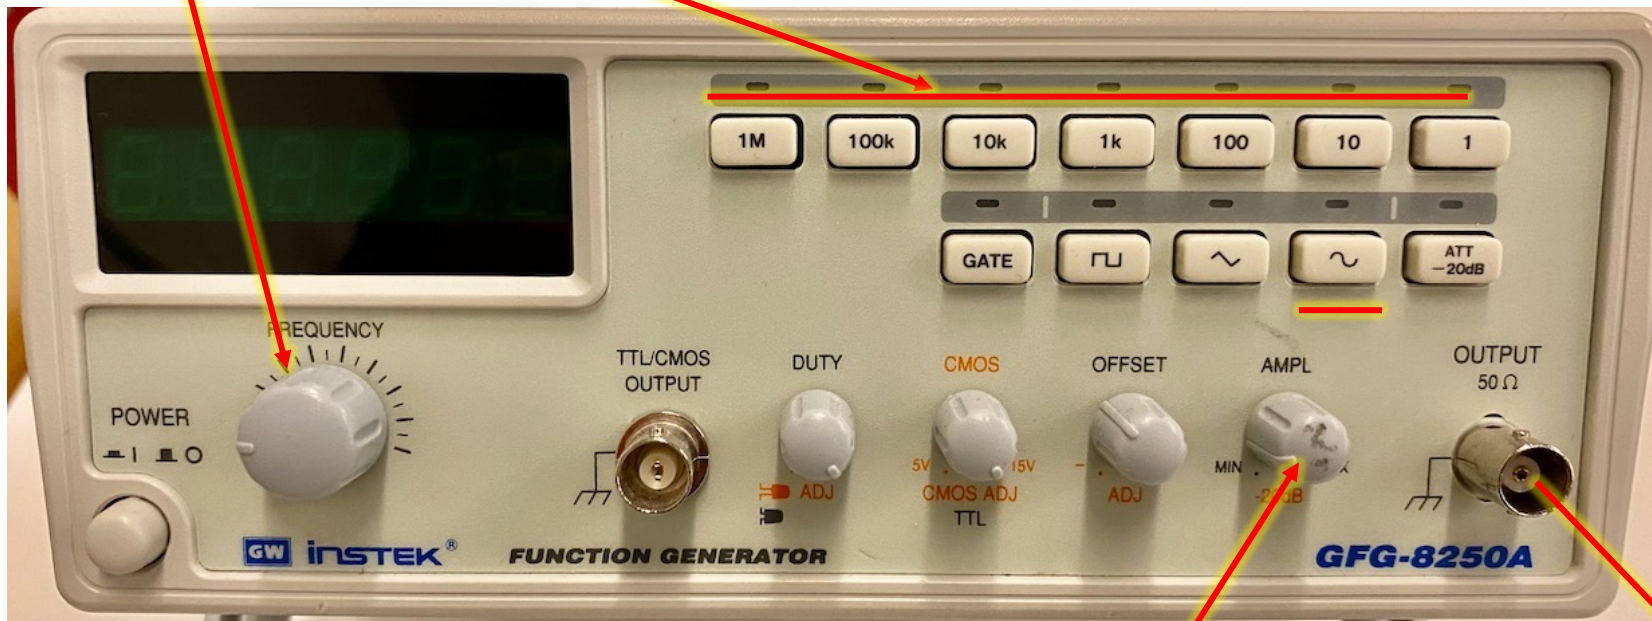 1M 100k 10k 1k 100 10 1
GATE ATT
−20dB
FREQUENCY
TTL/CMOS
OUTPUT
DUTY
CMOS
OFFSET
AMPL
OUTPUT
50 Ω
POWER
I O
5V 15V
MIN
-
ADJ
CMOS ADJ
ADJ
-20dB
TTL
GW INSTEK®
FUNCTION GENERATOR
GFG-8250A